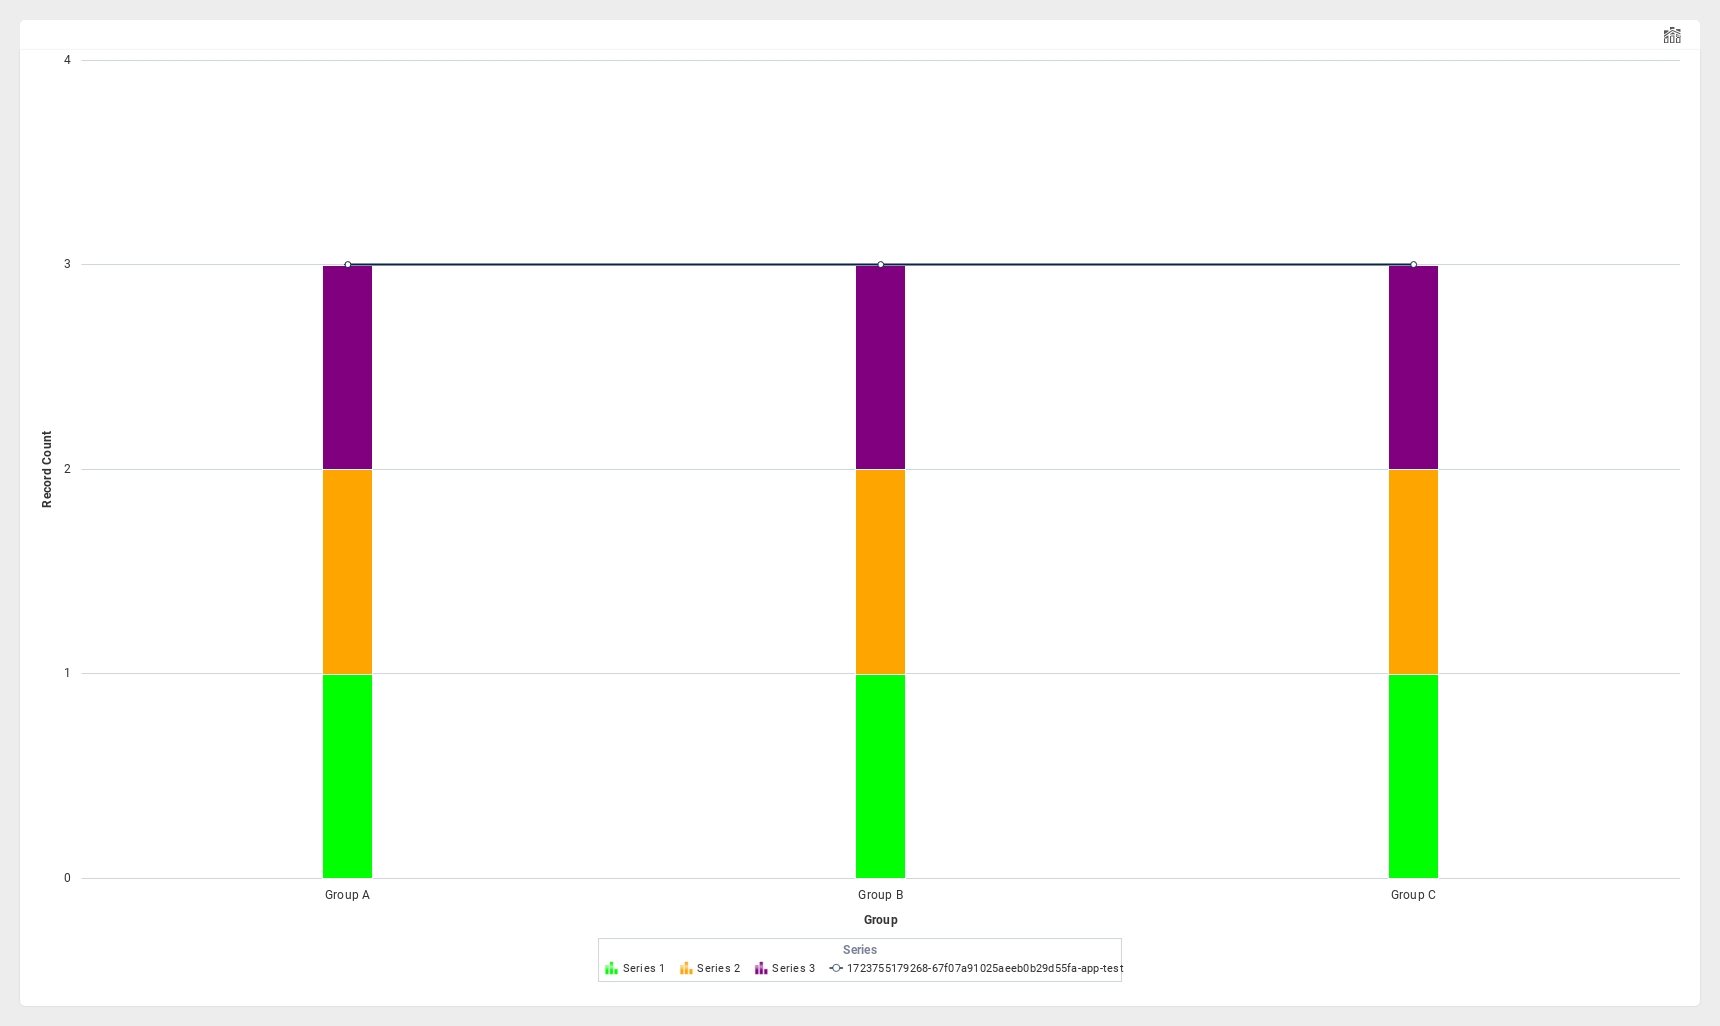 4
3
2
1
0
Record Count
Group A
Group B
Group C
Group
Series
Series 1
Series 2
Series 3
1723755179268-67f07a91025aeeb0b29d55fa-app-test